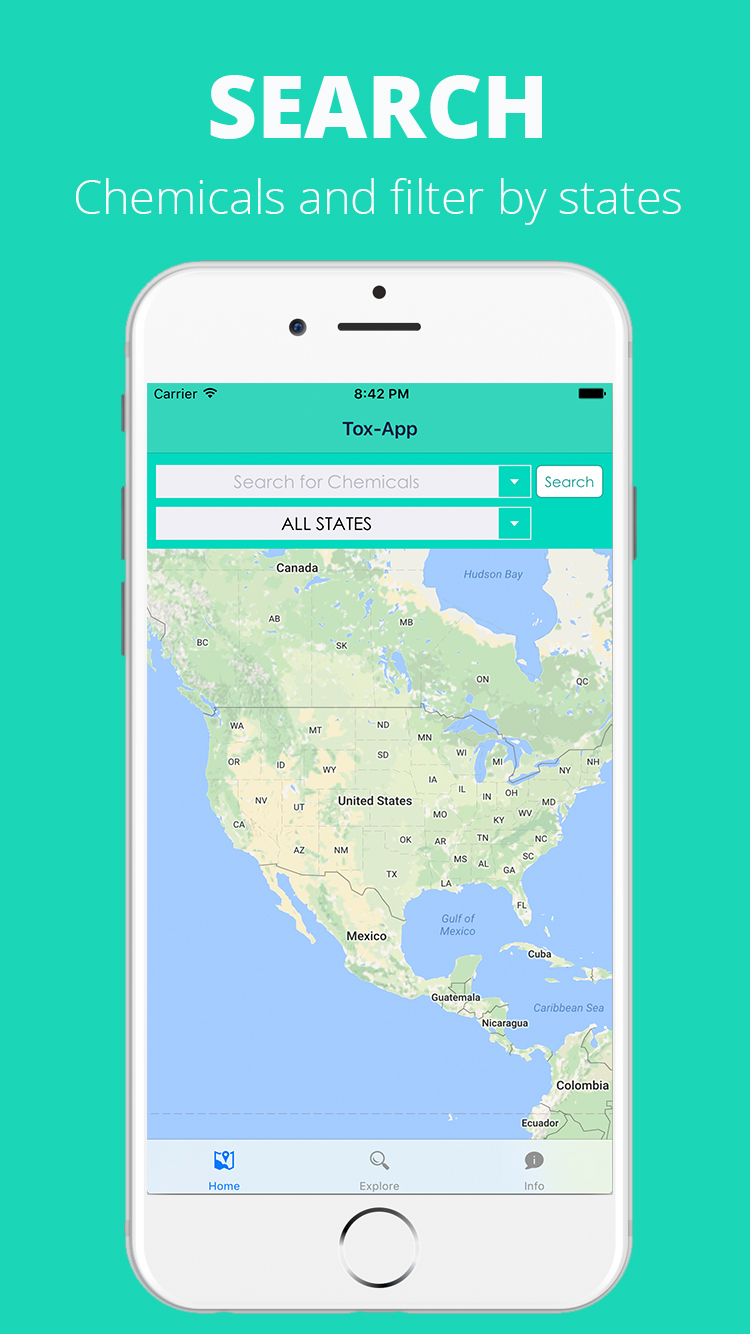 SEARCH
Chemicals and filter by states
Carrier 8:42 PM
Tox-App
Search for Chemicals Search
ALL STATES
Canada
Hudson Bay
AB
MB
BC
SK
ON
QC
WA
MT
ND
MN
OR
ID
WY
SD
WI
MI
NY
NH
IA
IL
IN
OH
NV
UT
United States
MD
MO
KY
WV
CA
OK
AR
TN
NC
AZ
NM
MS
AL
SC
GA
TX
LA
FL
Gulf of
Mexico
Mexico
Cuba
Guatemala
Caribbean Sea
Nicaragua
Colombia
Ecuador
Home Explore Info